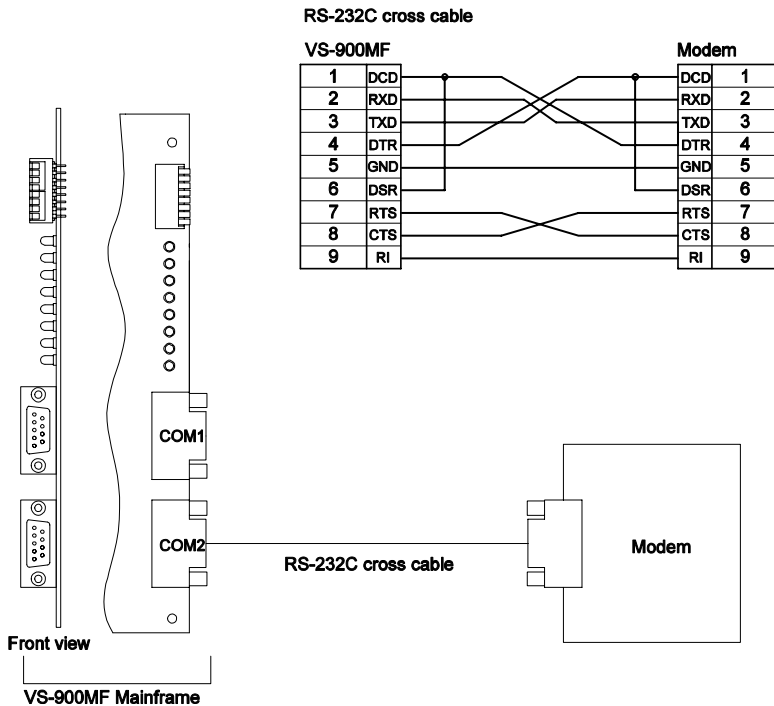 RS-232C cross cable
VS-900MF Modem
1 DCD DCD 1
2 RXD RXD 2
3 TXD TXD 3
4 DTR DTR 4
5 GND GND 5
6 DSR DSR 6
7 RTS RTS 7
8 CTS CTS 8
9 RI RI 9
COM1
COM2
RS-232C cross cable
Modem
Front view
VS-900MF Mainframe